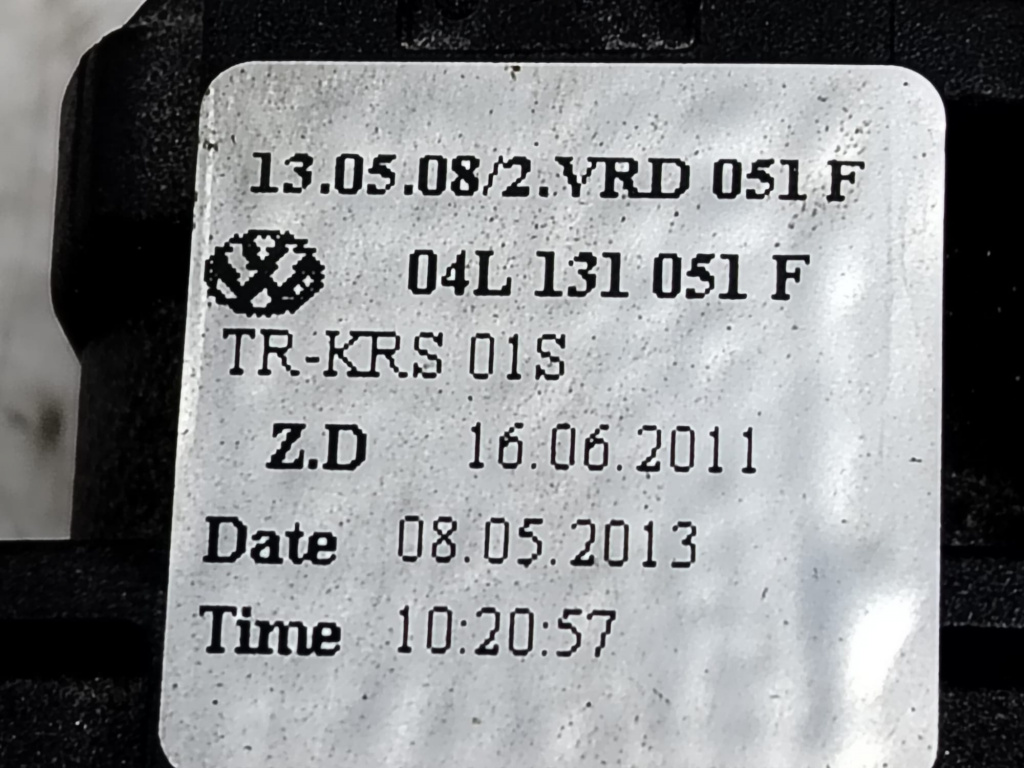 13.05.08/2.VRD 051 F
04L 131 051 F
TR-KRS 01S
Z.D 16.06.2011
Date 08.05.2013
Time 10:20:57